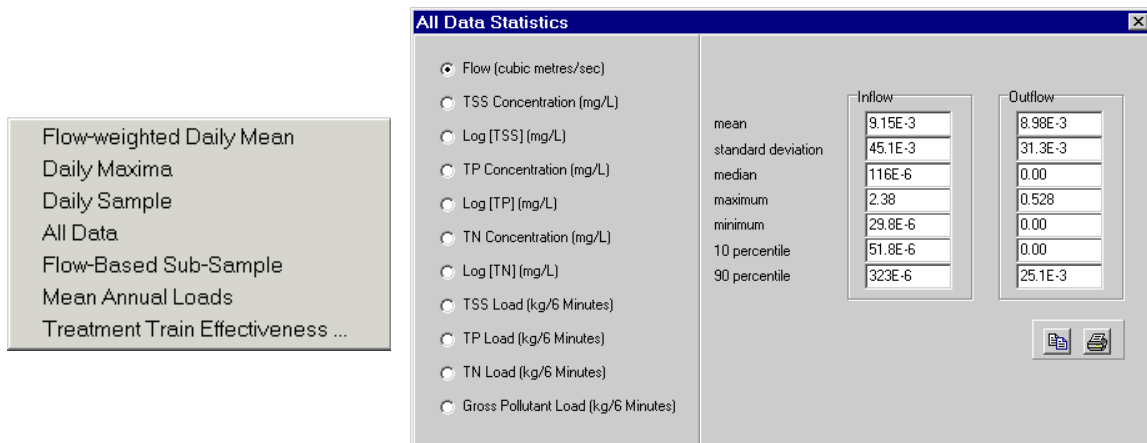 Flow-weighted Daily Mean
Daily Maxima
Daily Sample
All Data
Flow-Based Sub-Sample
Mean Annual Loads
Treatment Train Effectiveness ...
All Data Statistics
Flow (cubic metres/sec)
TSS Concentration (mg/L)
Log [TSS] (mg/L)
TP Concentration (mg/L)
Log [TP] (mg/L)
TN Concentration (mg/L)
Log [TN] (mg/L)
TSS Load (kg/6 Minutes)
TP Load (kg/6 Minutes)
TN Load (kg/6 Minutes)
Gross Pollutant Load (kg/6 Minutes)
Inflow Outflow
mean 9.15E-3 8.98E-3
standard deviation 45.1E-3 31.3E-3
median 116E-6 0.00
maximum 2.38 0.528
minimum 29.8E-6 0.00
10 percentile 51.8E-6 0.00
90 percentile 323E-6 25.1E-3